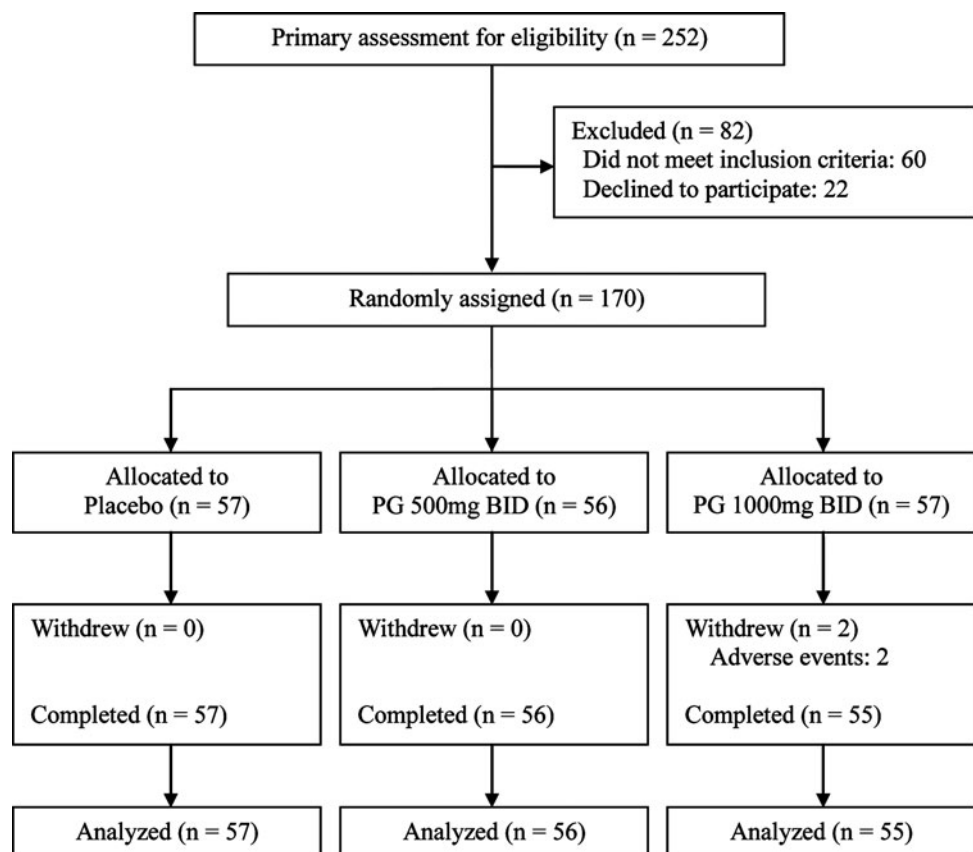 Primary assessment for eligibility (n = 252)
Excluded (n = 82)
Did not meet inclusion criteria: 60
Declined to participate: 22
Randomly assigned (n = 170)
Allocated to
Placebo (n = 57)
Allocated to
PG 500mg BID (n = 56)
Allocated to
PG 1000mg BID (n = 57)
Withdrew (n = 0)
Completed (n = 57)
Withdrew (n = 0)
Completed (n = 56)
Withdrew (n = 2)
Adverse events: 2
Completed (n = 55)
Analyzed (n = 57)
Analyzed (n = 56)
Analyzed (n = 55)